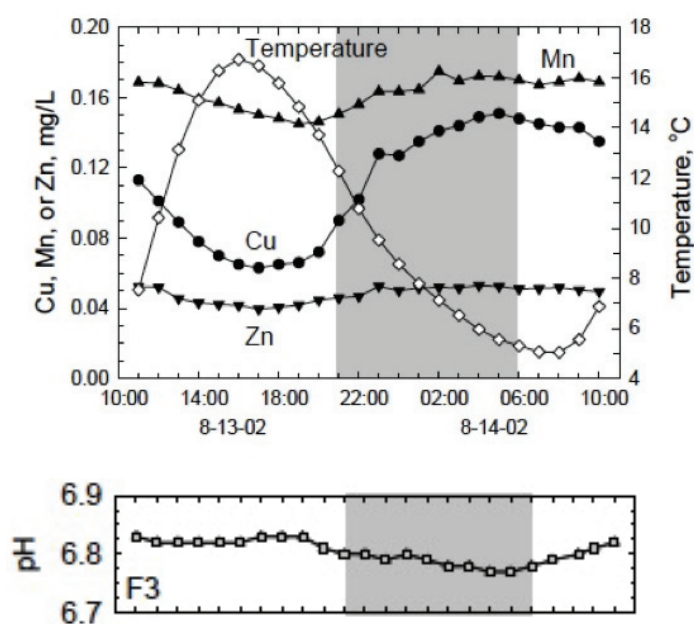 0.20
0.16
0.12
0.08
0.04
0.00
Cu, Mn, or Zn, mg/L
Temperature
Mn
Cu
Zn
18
16
14
12
10
8
6
4
Temperature, °C
10:00 14:00 18:00 22:00 02:00 06:00 10:00
8-13-02 8-14-02
6.9
6.8
6.7
pH
F3